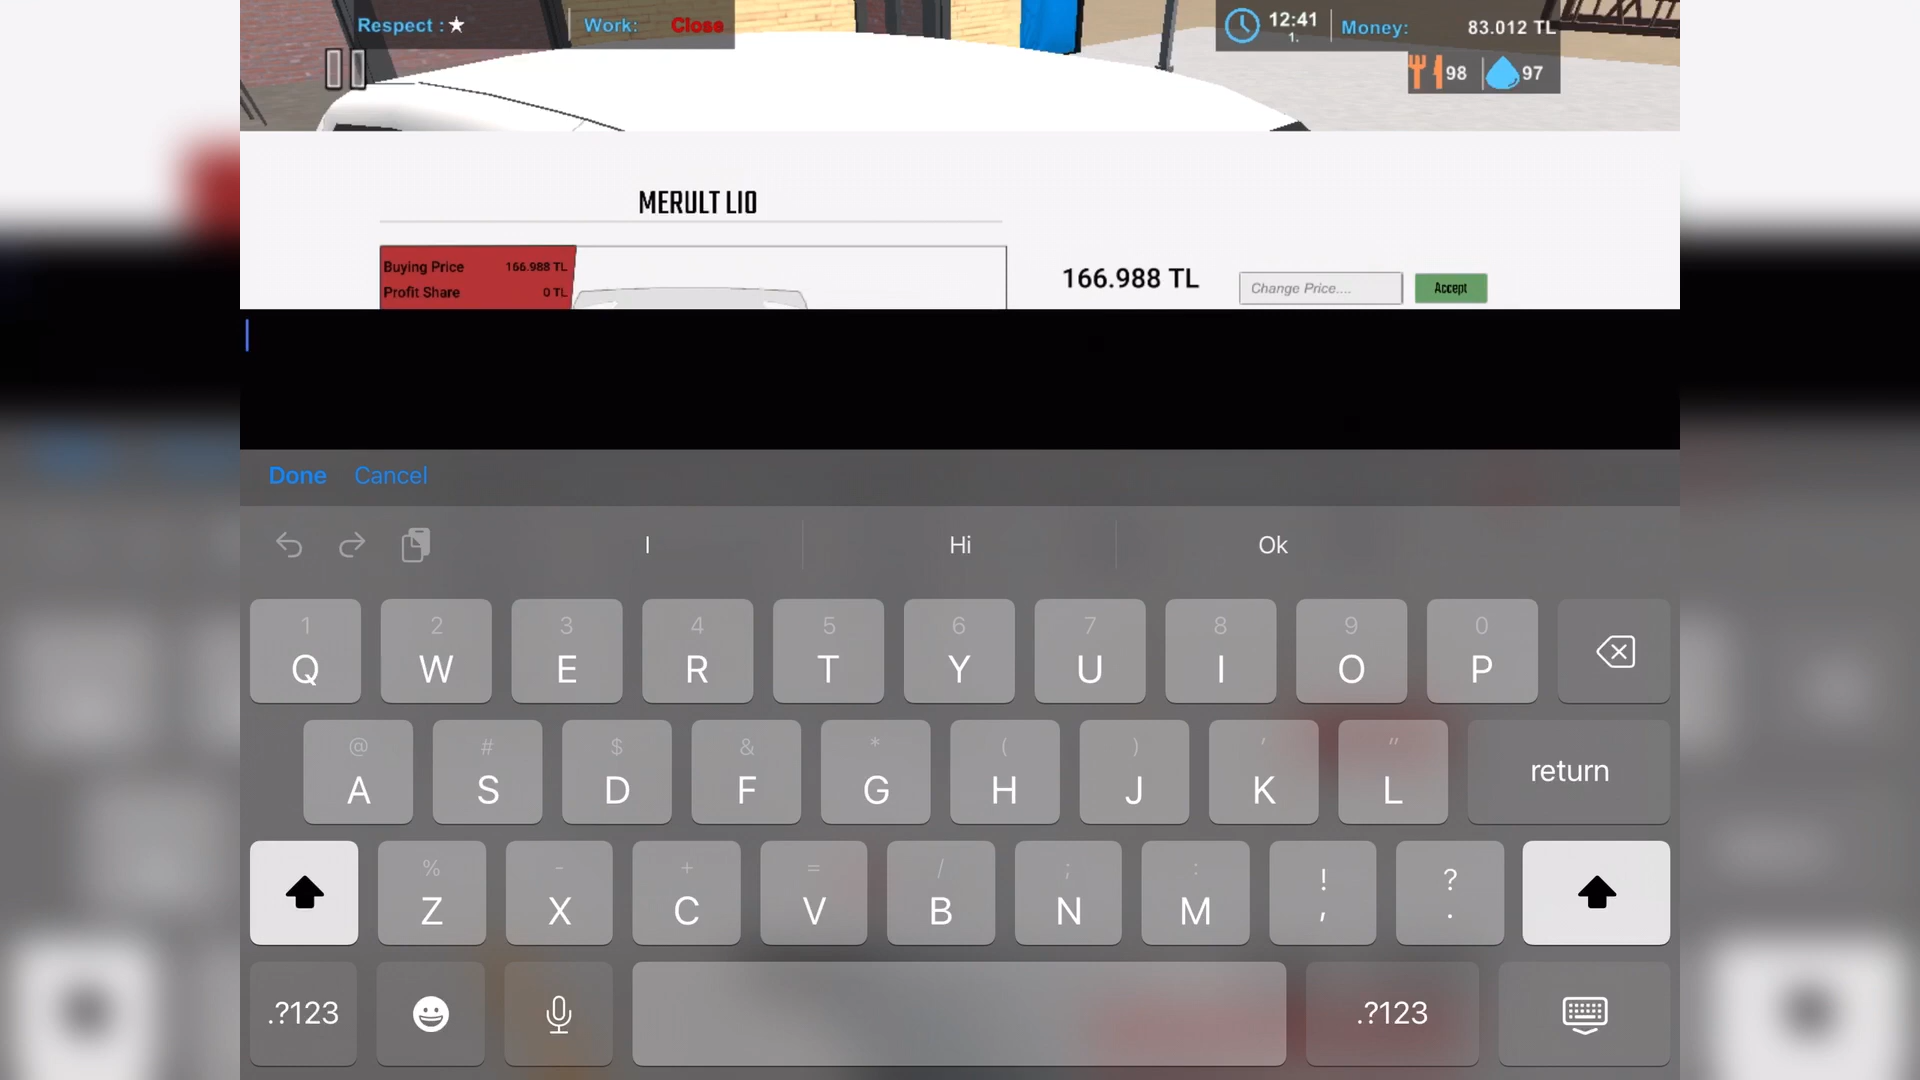 Respect : ★ Work: Close 12:41 1. Money: 83.012 TL
98 97
MERULT LIO
Buying Price 166.988 TL
Profit Share 0 TL
166.988 TL Change Price.... Accept
Done Cancel
I Hi Ok
1 2 3 4 5 6 7 8 9 0
Q W E R T Y U I O P
@ # $ & * ( ) ' "
A S D F G H J K L return
% - + = / ; : ! ?
Z X C V B N M , .
.?123 .?123